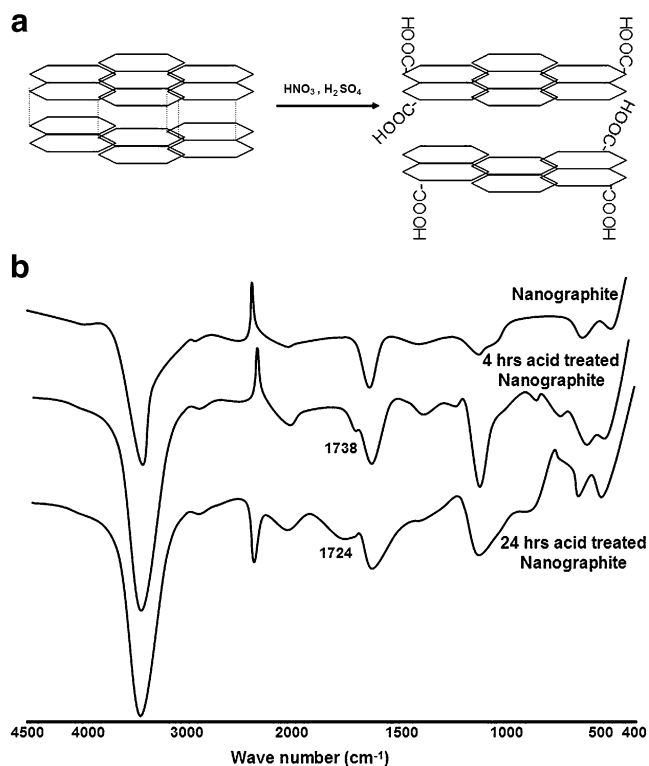 a
HNO3, H2SO4
HOOC
HOOC
HOOC
HOOC
HOOC
HOOC
b
Nanographite
4 hrs acid treated
Nanographite
1738
1724
24 hrs acid treated
Nanographite
4500 4000 3000 2000 1500 1000 500 400
Wave number (cm-1)